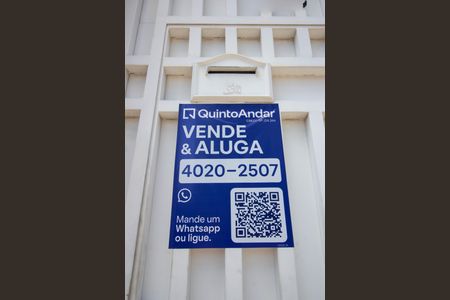 QuintoAndar
VENDE
& ALUGA
4020-2507
Mande um
Whatsapp
ou ligue.